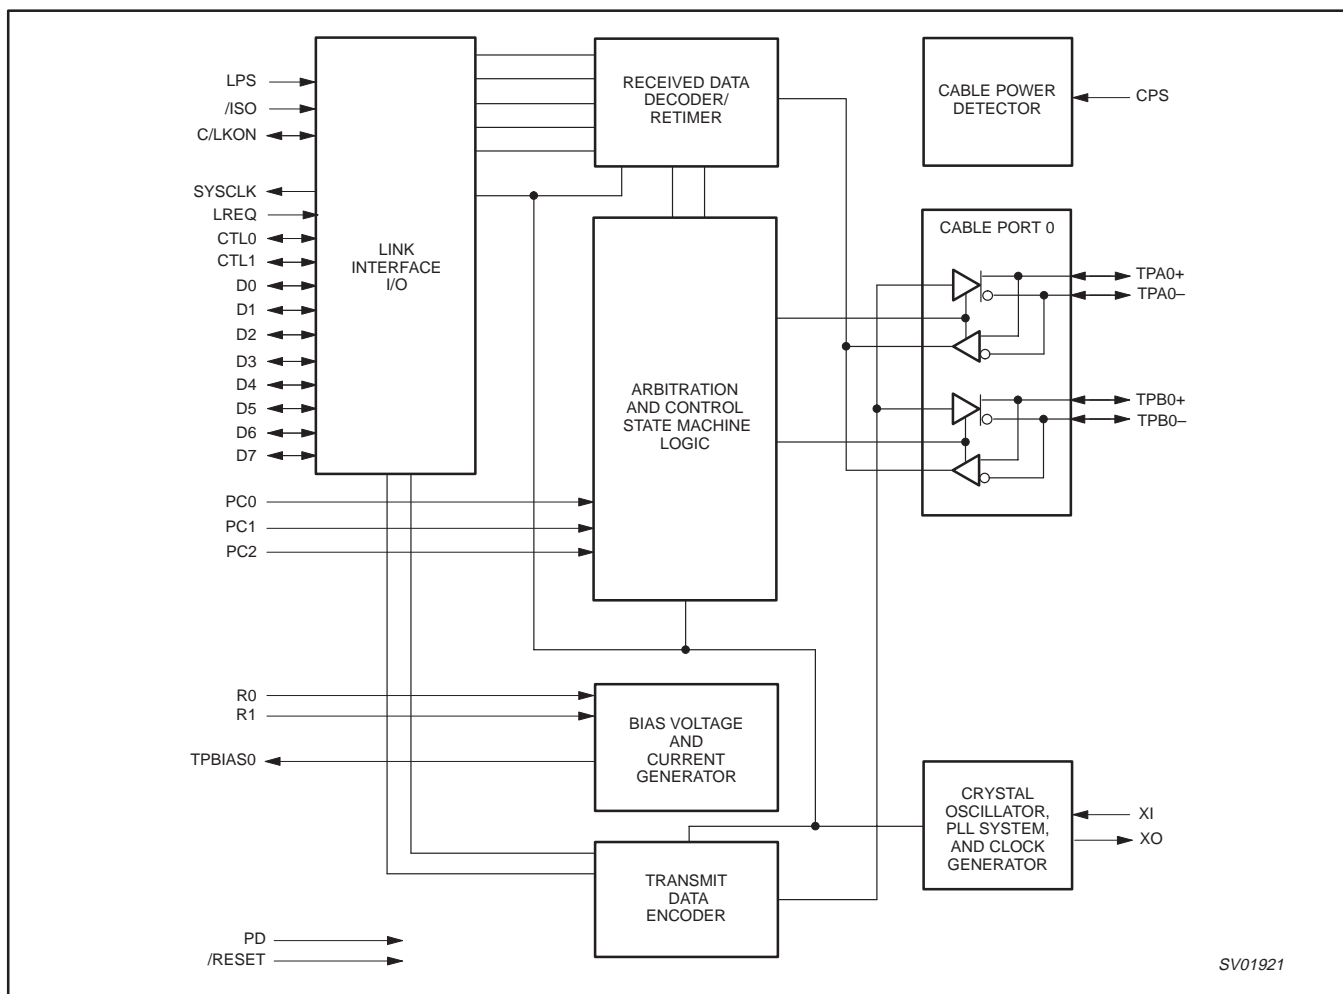 LPS
/ISO
C/LKON
SYSCLK
LREQ
CTL0
CTL1
D0
D1
D2
D3
D4
D5
D6
D7
PC0
PC1
PC2
R0
R1
TPBIAS0
PD
/RESET
LINK
INTERFACE
I/O
RECEIVED DATA
DECODER/
RETIMER
ARBITRATION
AND CONTROL
STATE MACHINE
LOGIC
BIAS VOLTAGE
AND
CURRENT
GENERATOR
TRANSMIT
DATA
ENCODER
CABLE POWER
DETECTOR
CPS
CABLE PORT 0
TPA0+
TPA0–
TPB0+
TPB0–
CRYSTAL
OSCILLATOR,
PLL SYSTEM,
AND CLOCK
GENERATOR
XI
XO
SV01921